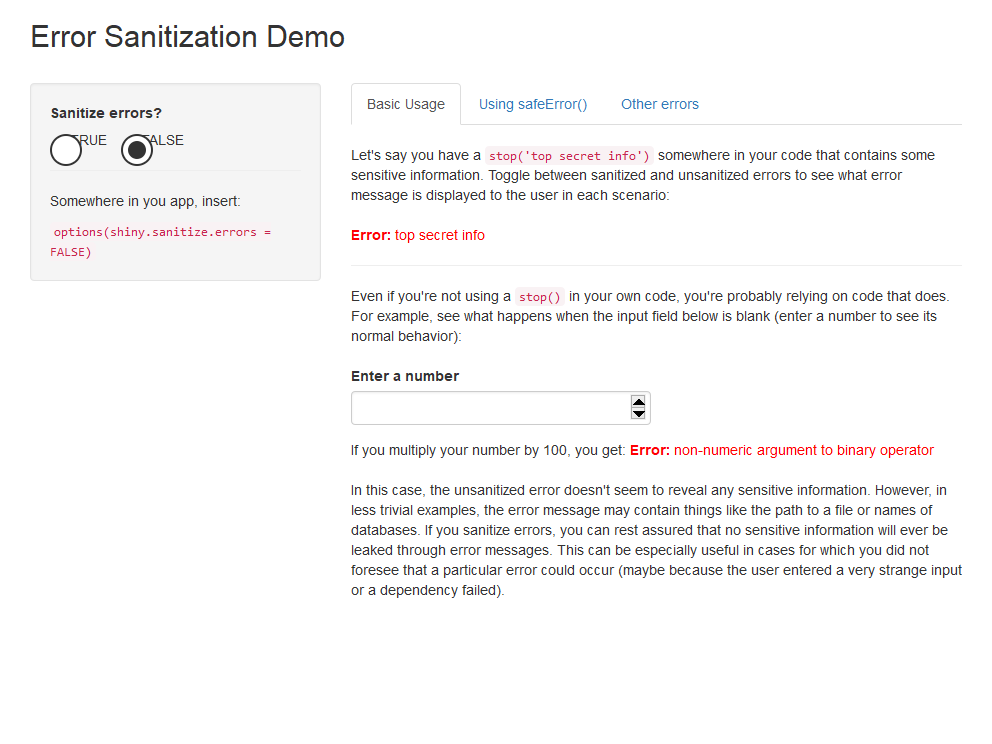 Error Sanitization Demo
Sanitize errors?
TRUE FALSE
Somewhere in you app, insert:
options(shiny.sanitize.errors =
FALSE)
Basic Usage Using safeError() Other errors
Let's say you have a stop('top secret info') somewhere in your code that contains some
sensitive information. Toggle between sanitized and unsanitized errors to see what error
message is displayed to the user in each scenario:
Error: top secret info
Even if you're not using a stop() in your own code, you're probably relying on code that does.
For example, see what happens when the input field below is blank (enter a number to see its
normal behavior):
Enter a number
If you multiply your number by 100, you get: Error: non-numeric argument to binary operator
In this case, the unsanitized error doesn't seem to reveal any sensitive information. However, in
less trivial examples, the error message may contain things like the path to a file or names of
databases. If you sanitize errors, you can rest assured that no sensitive information will ever be
leaked through error messages. This can be especially useful in cases for which you did not
foresee that a particular error could occur (maybe because the user entered a very strange input
or a dependency failed).